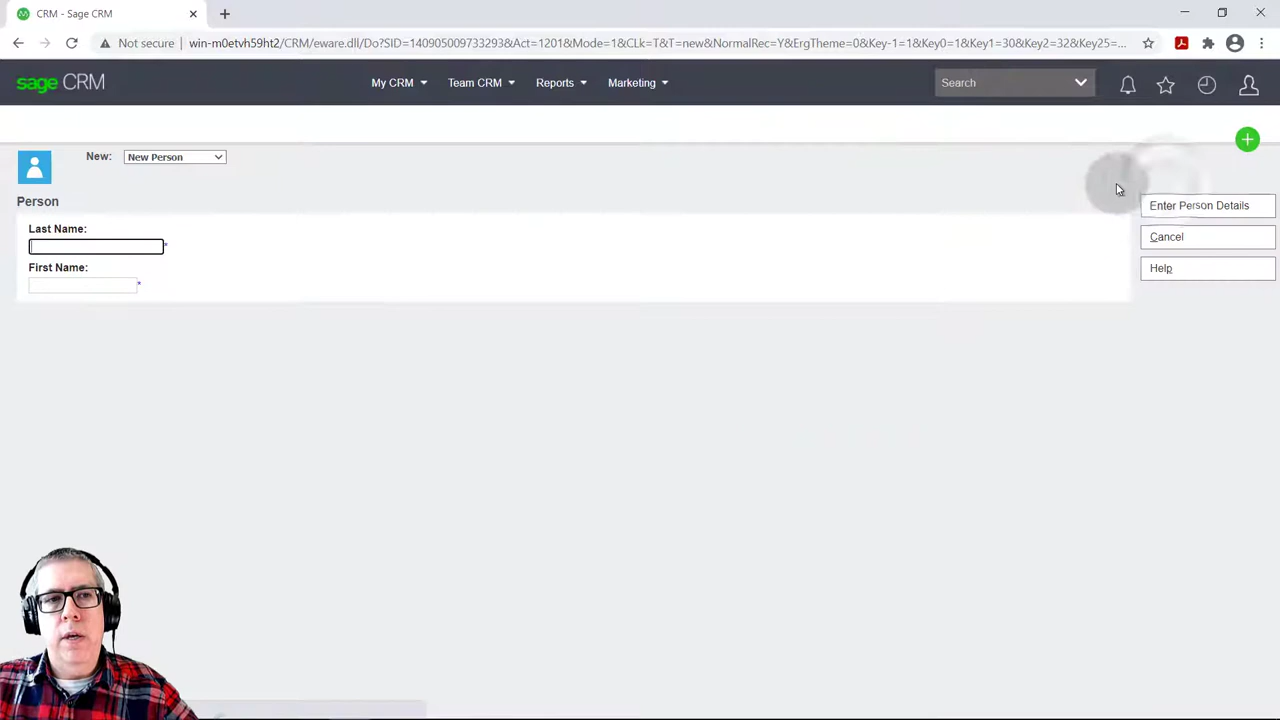 CRM - Sage CRM
Not secure
win-m0etvh59ht2/CRM/eware.dll/Do?SID=140905009733293&Act=1201&Mode=1&CLk=T&T=new&NormalRec=Y&ErgTheme=0&Key-1=1&Key0=1&Key1=30&Key2=32&Key25=...
sage CRM
My CRM
Team CRM
Reports
Marketing
Search
New:
New Person
Person
Last Name:
*
First Name:
*
Enter Person Details
Cancel
Help